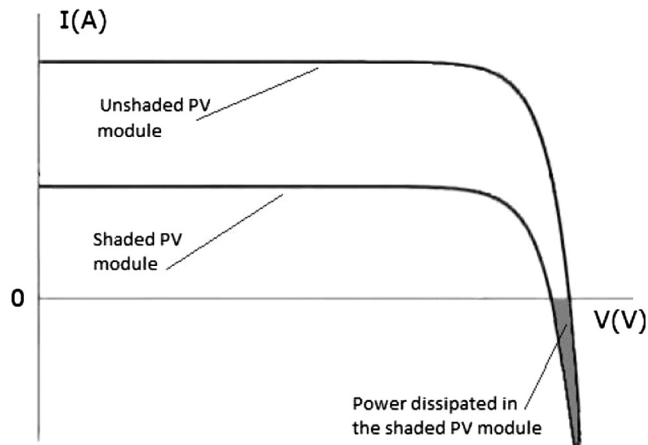 I(A)
Unshaded PV
module
Shaded PV
module
0
V(V)
Power dissipated in
the shaded PV module